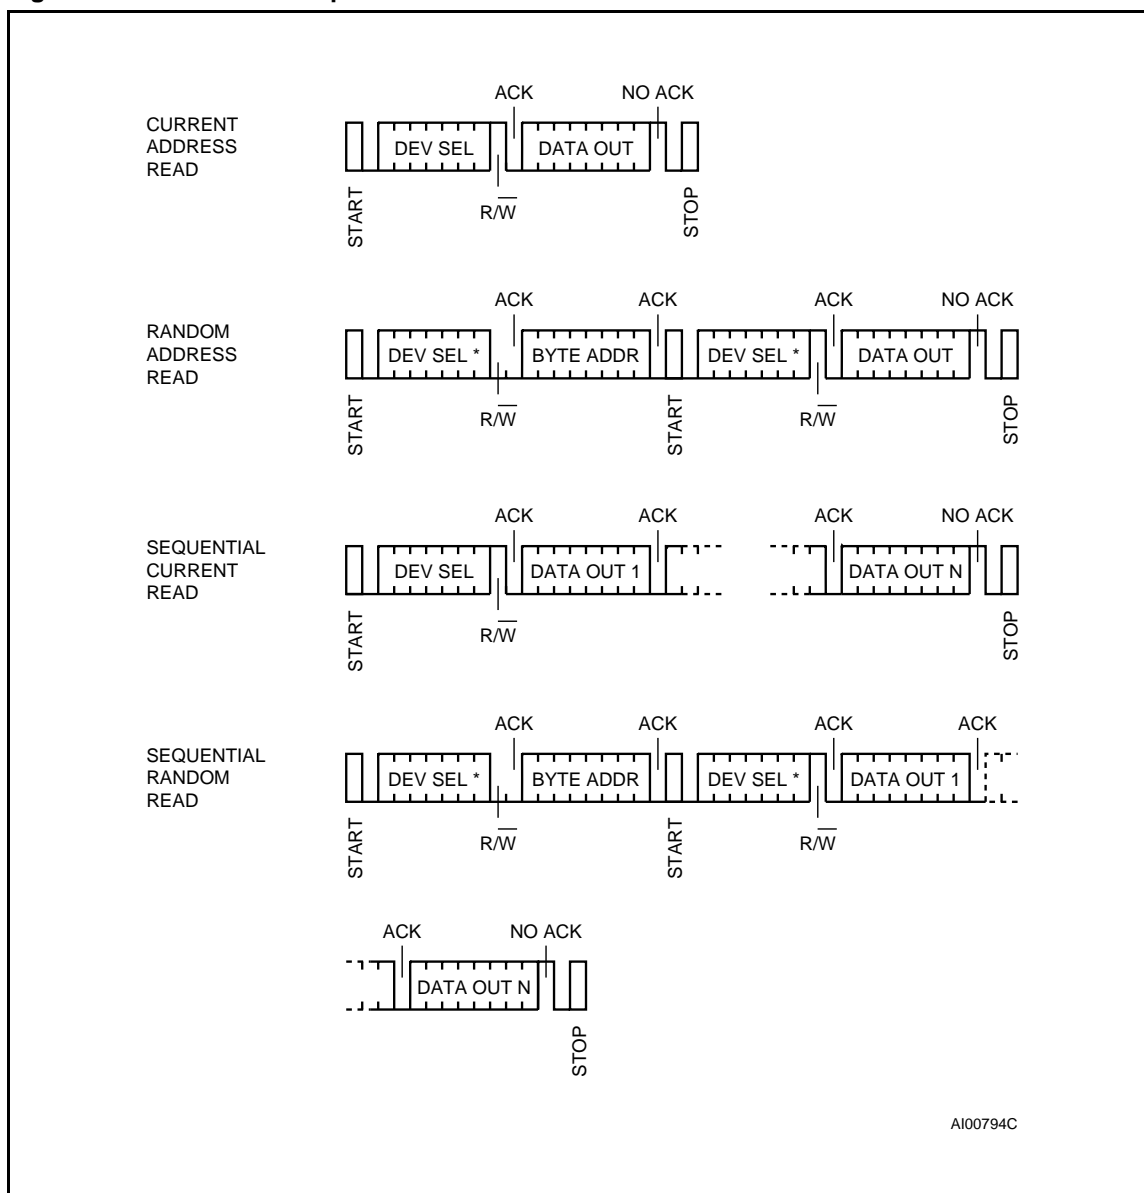 ACK NO ACK
CURRENT
ADDRESS
READ
DEV SEL DATA OUT
START R/W STOP
ACK ACK ACK NO ACK
RANDOM
ADDRESS
READ
DEV SEL * BYTE ADDR DEV SEL * DATA OUT
START R/W START R/W STOP
ACK ACK ACK NO ACK
SEQUENTIAL
CURRENT
READ
DEV SEL DATA OUT 1 DATA OUT N
START R/W STOP
ACK ACK ACK ACK
SEQUENTIAL
RANDOM
READ
DEV SEL * BYTE ADDR DEV SEL * DATA OUT 1
START R/W START R/W
ACK NO ACK
DATA OUT N
STOP
AI00794C